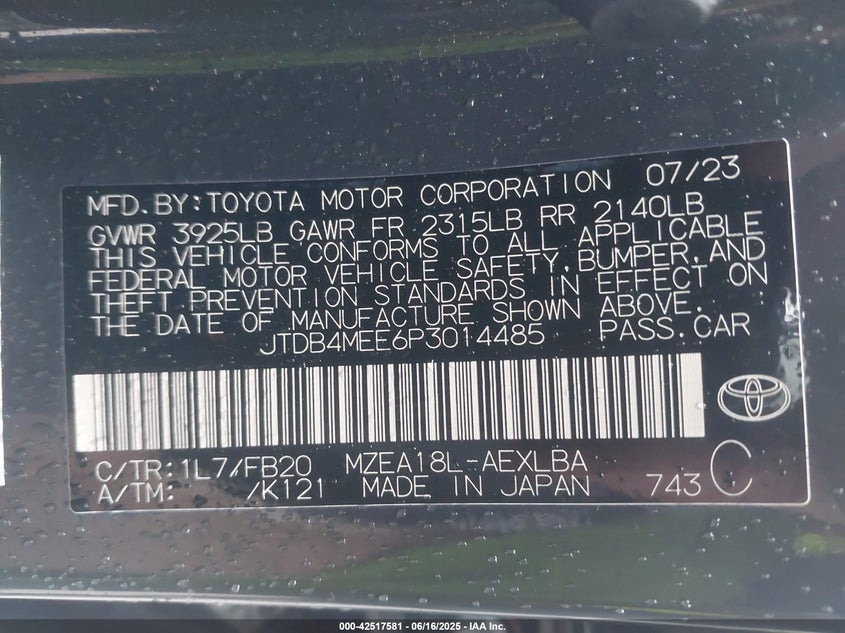 MFD.BY:TOYOTA MOTOR CORPORATION 07/23
GVWR 3925LB GAWR FR 2315LB RR 2140LB
THIS VEHICLE CONFORMS TO ALL APPLICABLE
FEDERAL MOTOR VEHICLE SAFETY, BUMPER, AND
THEFT PREVENTION STANDARDS IN EFFECT ON
THE DATE OF MANUFACTURE SHOWN ABOVE.
JTDB4MEE6P3014485 PASS.CAR
C/TR:1L7/FB20 MZEA18L-AEXLBA
A/TM: /K121 MADE IN JAPAN 743 C
000-42517581 - 06/16/2025 - IAA Inc.